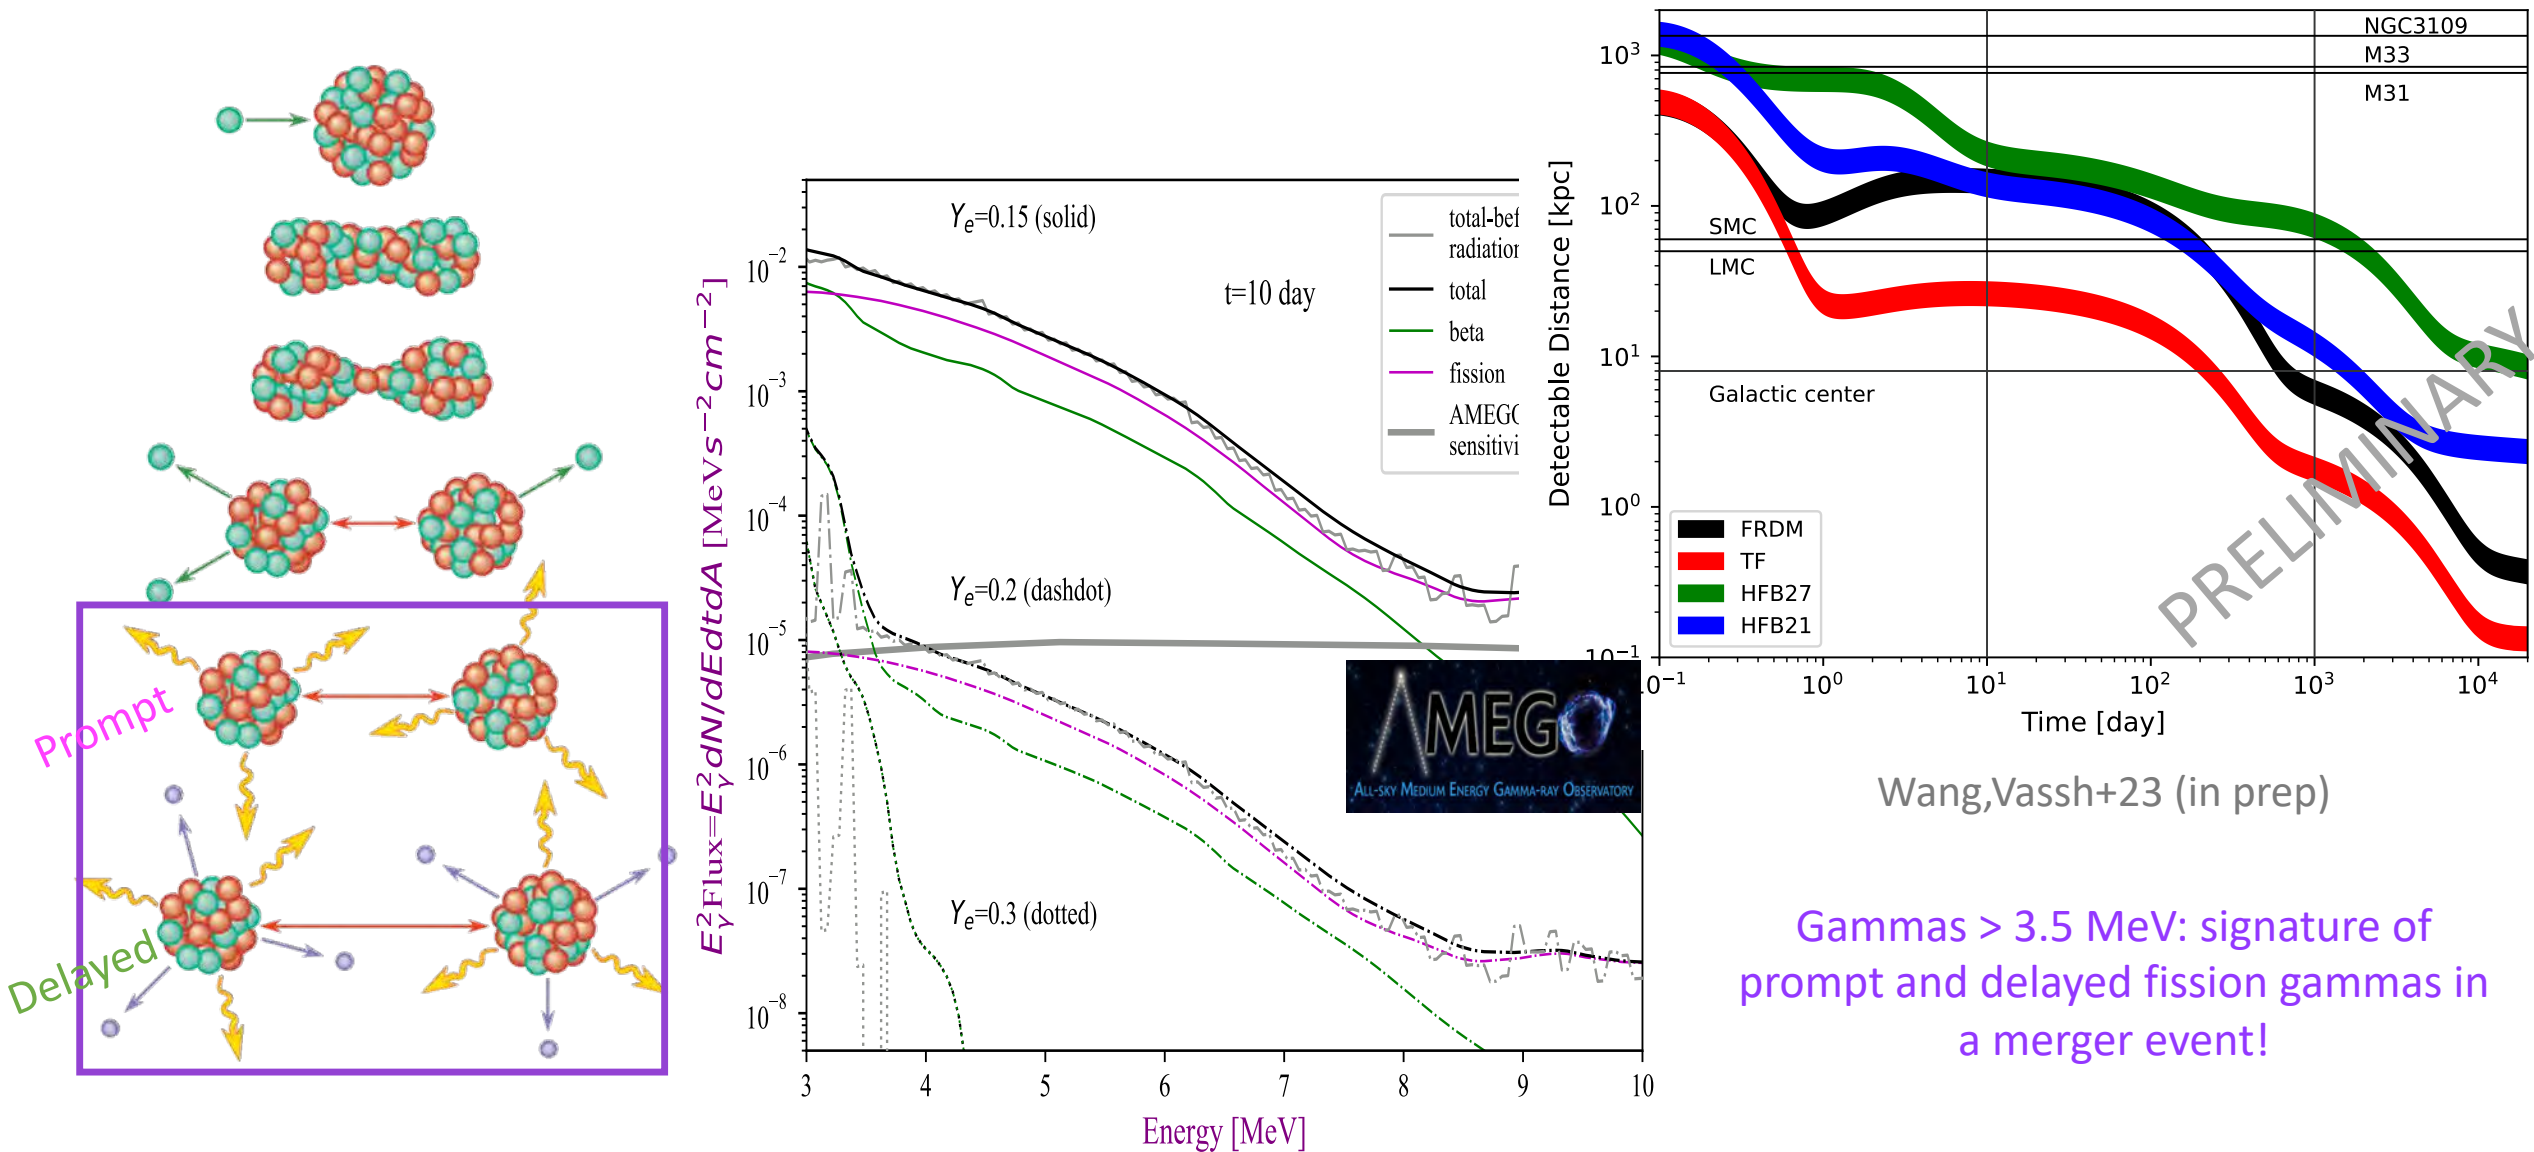 Prompt
Delayed
E_γ^2Flux=E_γ^2dN/dEdtdA [MeVs^−2cm^−2]
10^−2
10^−3
10^−4
10^−5
10^−6
10^−7
10^−8
Y_e=0.15 (solid)
t=10 day
Y_e=0.2 (dashdot)
Y_e=0.3 (dotted)
total-bef
radiation
total
beta
fission
AMEGO
sensitivi
AMEGO
ALL-SKY MEDIUM ENERGY GAMMA-RAY OBSERVATORY
3 4 5 6 7 8 9 10
Energy [MeV]
Detectable Distance [kpc]
10^3
10^2
10^1
10^0
10^−1
NGC3109
M33
M31
SMC
LMC
Galactic center
FRDM
TF
HFB27
HFB21
PRELIMINARY
10^−1 10^0 10^1 10^2 10^3 10^4
Time [day]
Wang,Vassh+23 (in prep)
Gammas > 3.5 MeV: signature of
prompt and delayed fission gammas in
a merger event!